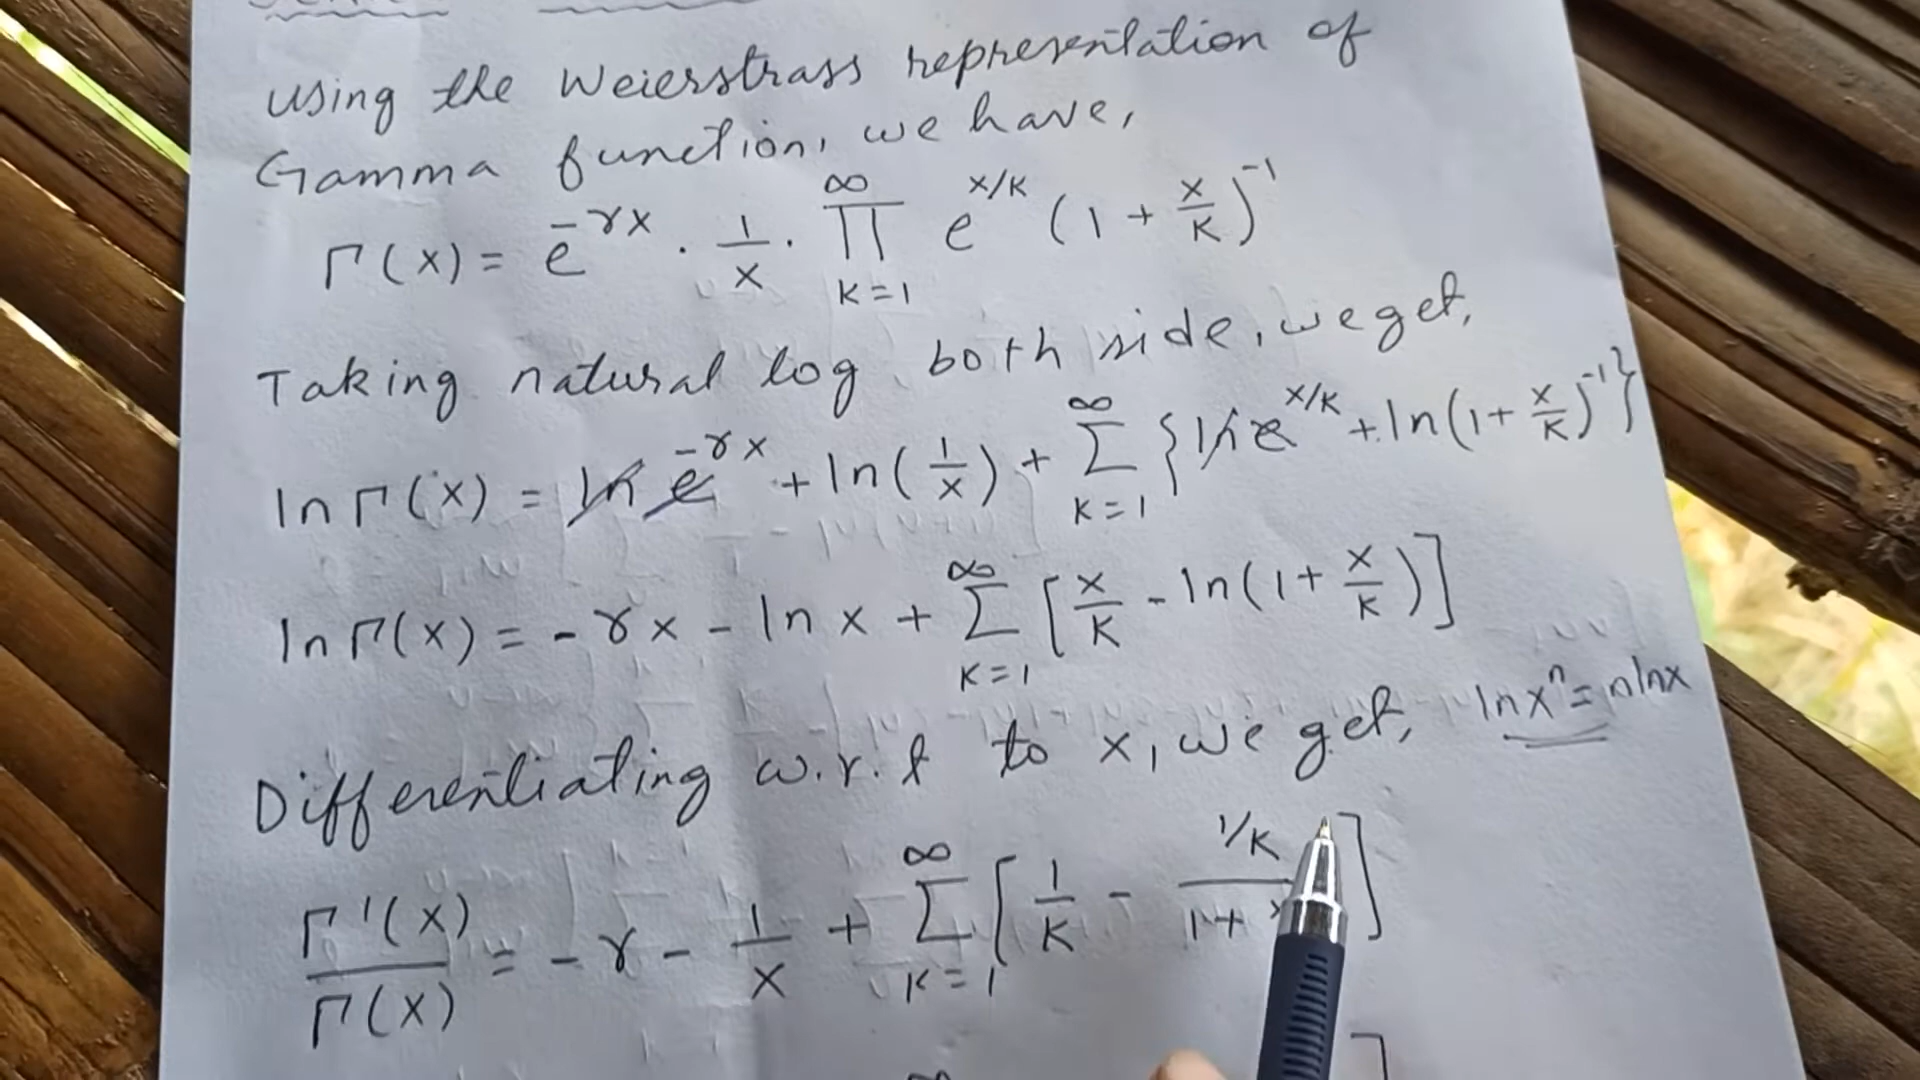 Using the Weierstrass representation of
Gamma function, we have,
Γ(x) = e^{-γx} · 1/x · ∏_{k=1}^{∞} e^{x/k} (1 + x/k)^{-1}
Taking natural log both side, we get,
ln Γ(x) = ln e^{-γx} + ln(1/x) + ∑_{k=1}^{∞} {ln e^{x/k} + ln(1 + x/k)^{-1}}
ln Γ(x) = -γx - ln x + ∑_{k=1}^{∞} [x/k - ln(1 + x/k)]
Differentiating w.r.t to x, we get, ln x^n = n ln x
Γ'(x)/Γ(x) = -γ - 1/x + ∑_{k=1}^{∞} [1/k - (1/k)/(1 + x]
∞ ]